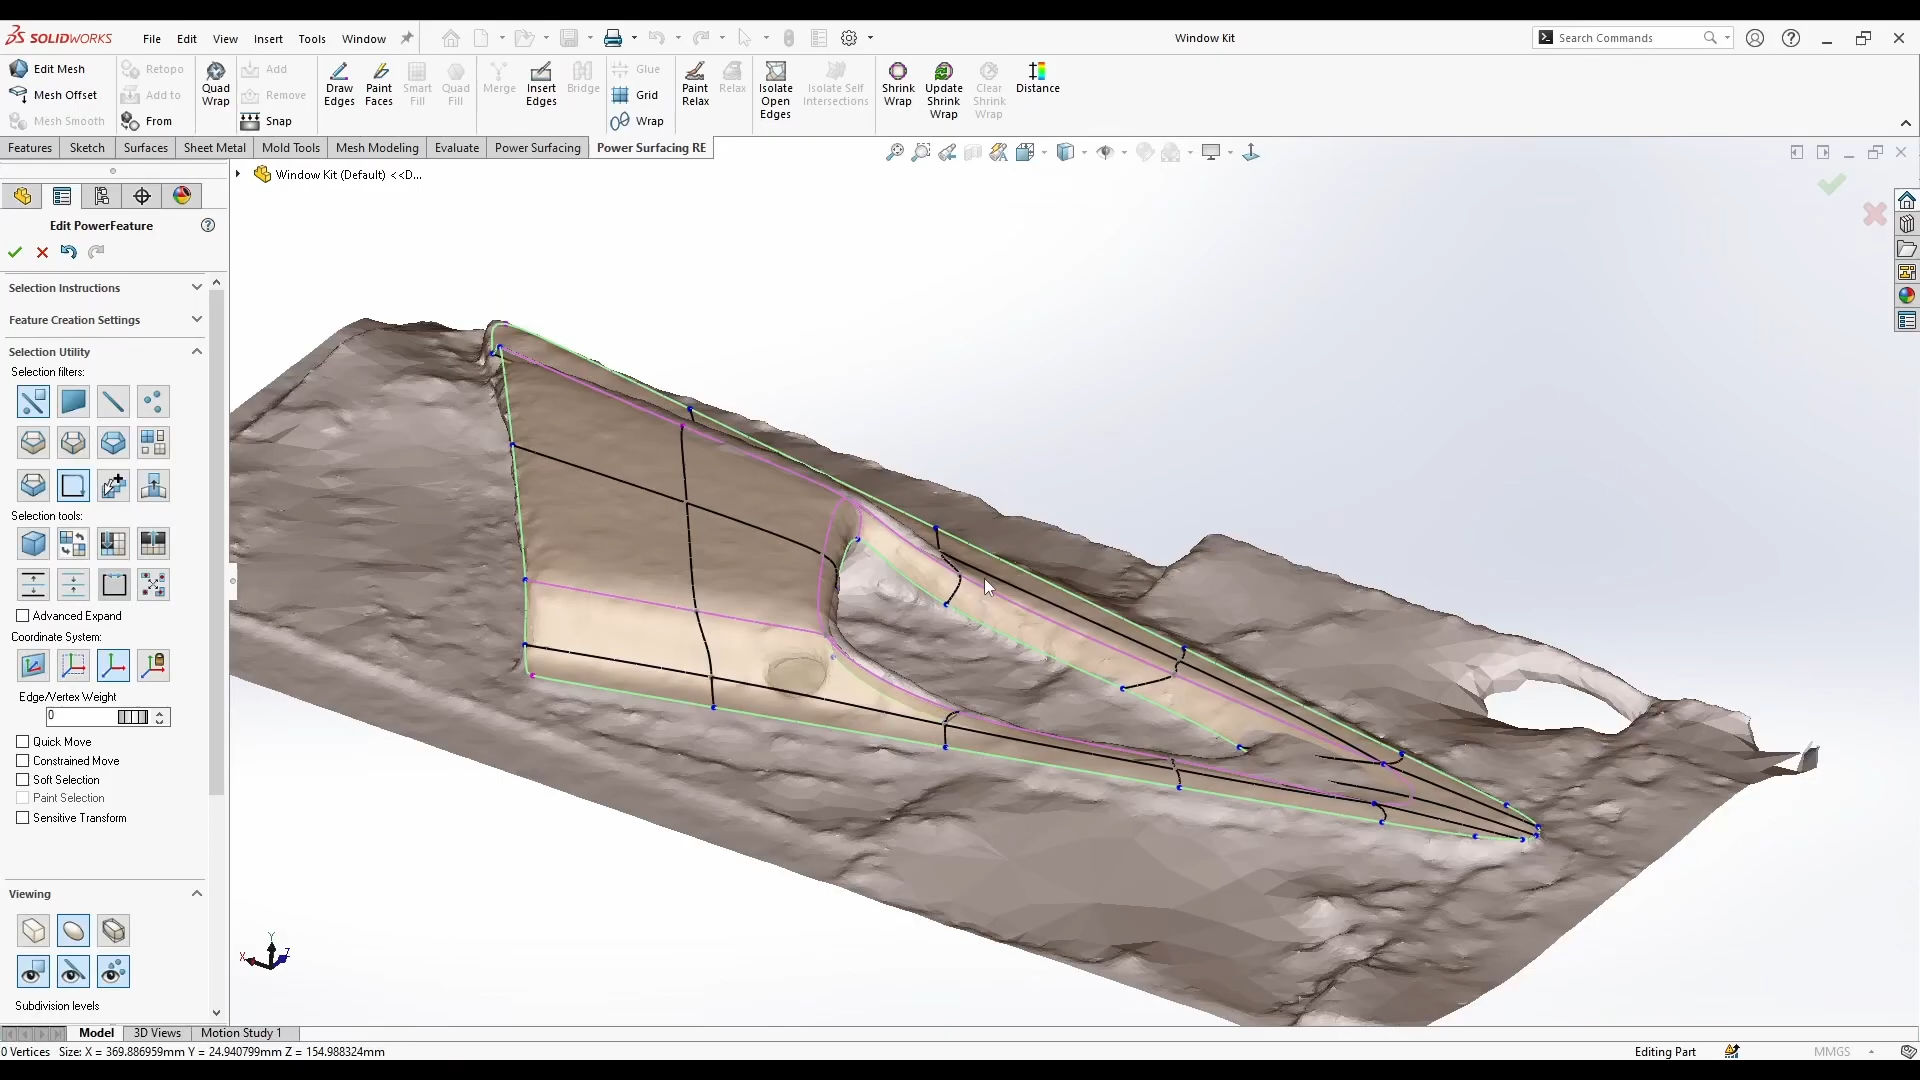 SOLIDWORKS
File Edit View Insert Tools Window
Window Kit
Search Commands
Edit Mesh
Mesh Offset
Mesh Smooth
Retopo
Add to
From
Quad Wrap
Add
Remove
Snap
Draw Edges
Paint Faces
Smart Fill
Quad Fill
Merge
Insert Edges
Bridge
Glue
Grid
Wrap
Paint Relax
Relax
Isolate Open Edges
Isolate Self Intersections
Shrink Wrap
Update Shrink Wrap
Clear Shrink Wrap
Distance
Features Sketch Surfaces Sheet Metal Mold Tools Mesh Modeling Evaluate Power Surfacing Power Surfacing RE
Window Kit (Default) <<D...
Edit PowerFeature
Selection Instructions
Feature Creation Settings
Selection Utility
Selection filters:
Selection tools:
Advanced Expand
Coordinate System:
Edge/Vertex Weight
0
Quick Move
Constrained Move
Soft Selection
Paint Selection
Sensitive Transform
Viewing
Subdivision levels
Y
X
Z
Model 3D Views Motion Study 1
0 Vertices Size: X = 369.886959mm Y = 24.940799mm Z = 154.988324mm
Editing Part
MMGS